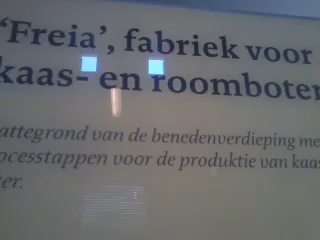 ‘Freia’, fabriek voor
kaas- en roomboter
attegrond van de benedenverdieping me
ocesstappen voor de produktie van kaas
ter.